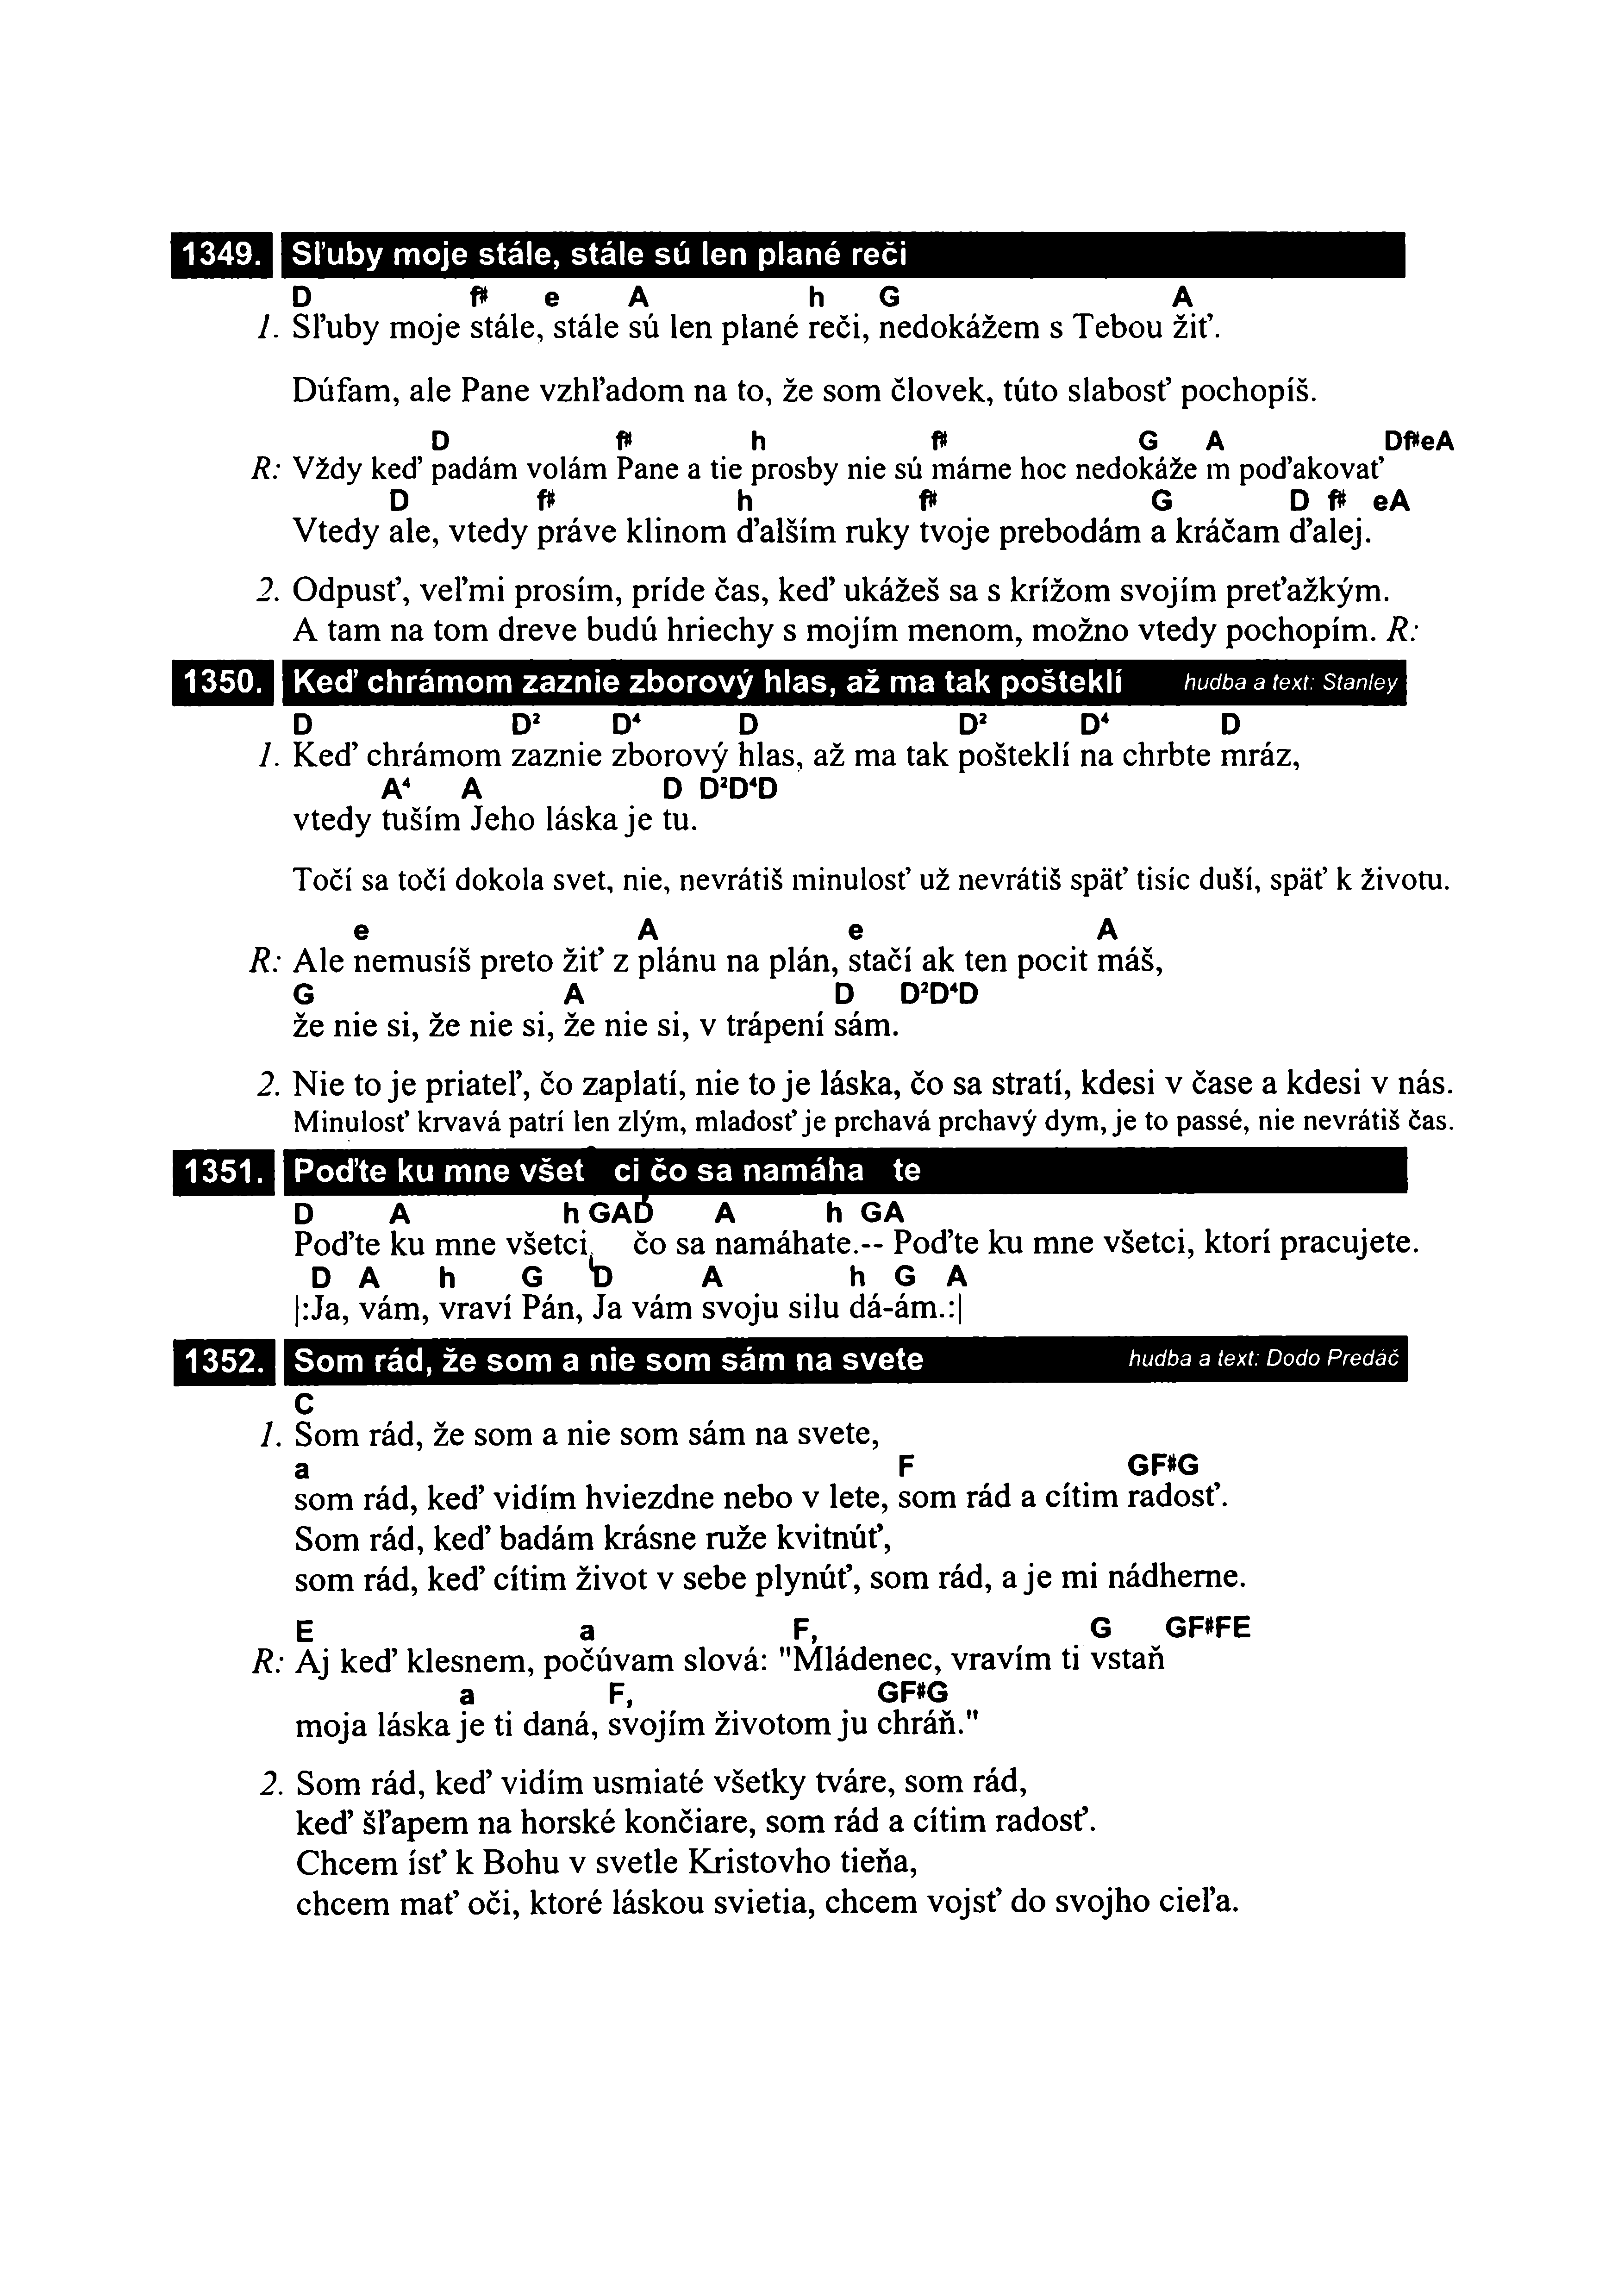 1349. Sľuby moje stále, stále sú len plané reči
D f# e A h G A
1. Sľuby moje stále, stále sú len plané reči, nedokážem s Tebou žiť.
Dúfam, ale Pane vzhľadom na to, že som človek, túto slabosť pochopíš.
D f# h f# G A Df#eA
R: Vždy keď padám volám Pane a tie prosby nie sú márne hoc nedokáže m poďakovať
D f# h f# G D f# eA
Vtedy ale, vtedy práve klinom ďalším ruky tvoje prebodám a kráčam ďalej.
2. Odpusť, veľmi prosím, príde čas, keď ukážeš sa s krížom svojím preťažkým.
A tam na tom dreve budú hriechy s mojím menom, možno vtedy pochopím. R:
1350. Keď chrámom zaznie zborový hlas, až ma tak pošteklí hudba a text: Stanley
D D² D⁴ D D² D⁴ D
1. Keď chrámom zaznie zborový hlas, až ma tak pošteklí na chrbte mráz,
A⁴ A D D²D⁴D
vtedy tuším Jeho láska je tu.
Točí sa točí dokola svet, nie, nevrátiš minulosť už nevrátiš späť tisíc duší, späť k životu.
e A e A
R: Ale nemusíš preto žiť z plánu na plán, stačí ak ten pocit máš,
G A D D²D⁴D
že nie si, že nie si, že nie si, v trápení sám.
2. Nie to je priateľ, čo zaplatí, nie to je láska, čo sa stratí, kdesi v čase a kdesi v nás.
Minulosť krvavá patrí len zlým, mladosť je prchavá prchavý dym, je to passé, nie nevrátiš čas.
1351. Poďte ku mne všet ci čo sa namáha te
D A h GAD A h GA
Poďte ku mne všetci, čo sa namáhate.-- Poďte ku mne všetci, ktorí pracujete.
D A h G D A h G A
|:Ja, vám, vraví Pán, Ja vám svoju silu dá-ám.:|
1352. Som rád, že som a nie som sám na svete hudba a text: Dodo Predáč
C
1. Som rád, že som a nie som sám na svete,
a F GF#G
som rád, keď vidím hviezdne nebo v lete, som rád a cítim radosť.
Som rád, keď badám krásne ruže kvitnúť,
som rád, keď cítim život v sebe plynúť, som rád, a je mi nádherne.
E a F, G GF#FE
R: Aj keď klesnem, počúvam slová: "Mládenec, vravím ti vstaň
a F, GF#G
moja láska je ti daná, svojím životom ju chráň."
2. Som rád, keď vidím usmiaté všetky tváre, som rád,
keď šľapem na horské končiare, som rád a cítim radosť.
Chcem ísť k Bohu v svetle Kristovho tieňa,
chcem mať oči, ktoré láskou svietia, chcem vojsť do svojho cieľa.